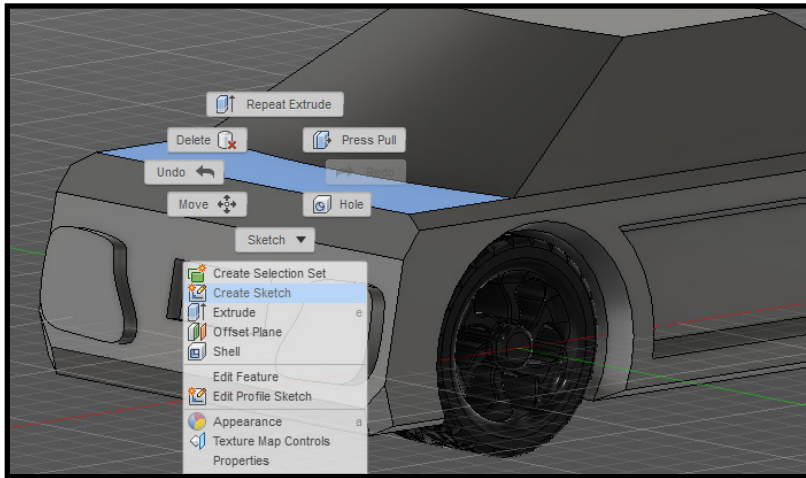 Repeat Extrude
Delete
Press Pull
Undo
Redo
Move
Hole
Sketch
Create Selection Set
Create Sketch
Extrude e
Offset Plane
Shell
Edit Feature
Edit Profile Sketch
Appearance a
Texture Map Controls
Properties